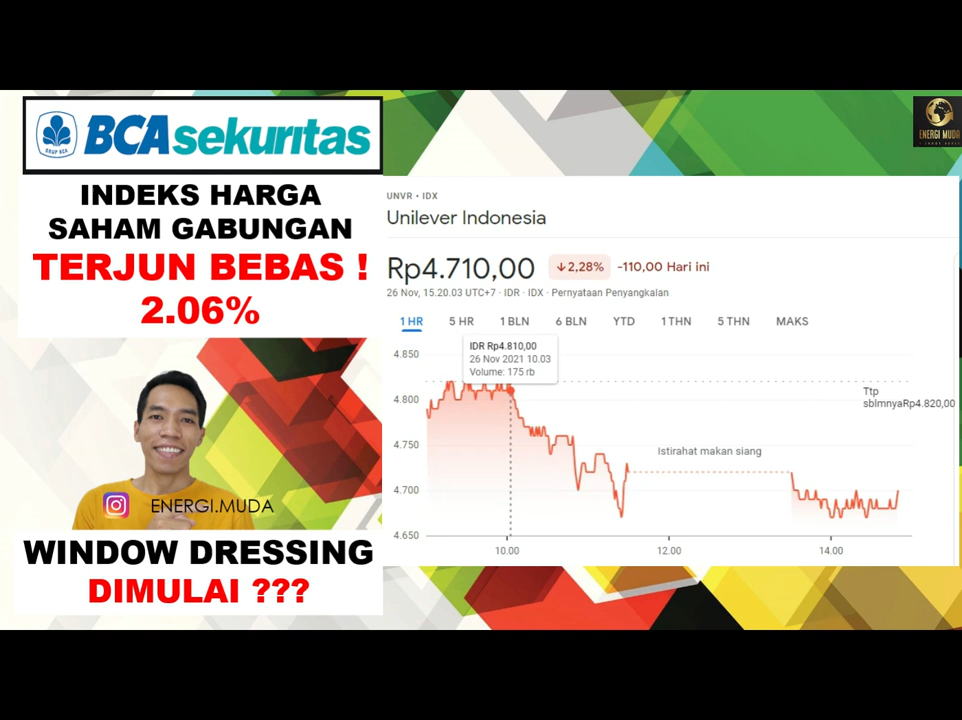 GRUP BCA
BCA sekuritas
INDEKS HARGA
SAHAM GABUNGAN
TERJUN BEBAS !
2.06%
ENERGI.MUDA
WINDOW DRESSING
DIMULAI ???
ENERGI MUDA
UNVR • IDX
Unilever Indonesia
Rp4.710,00 ↓2,28% -110,00 Hari ini
26 Nov, 15.20.03 UTC+7 · IDR · IDX · Pernyataan Penyangkalan
1 HR 5 HR 1 BLN 6 BLN YTD 1 THN 5 THN MAKS
IDR Rp4.810,00
26 Nov 2021 10.03
Volume: 175 rb
4.850
4.800
4.750
4.700
4.650
Ttp
sblmnyaRp4.820,00
Istirahat makan siang
10.00 12.00 14.00